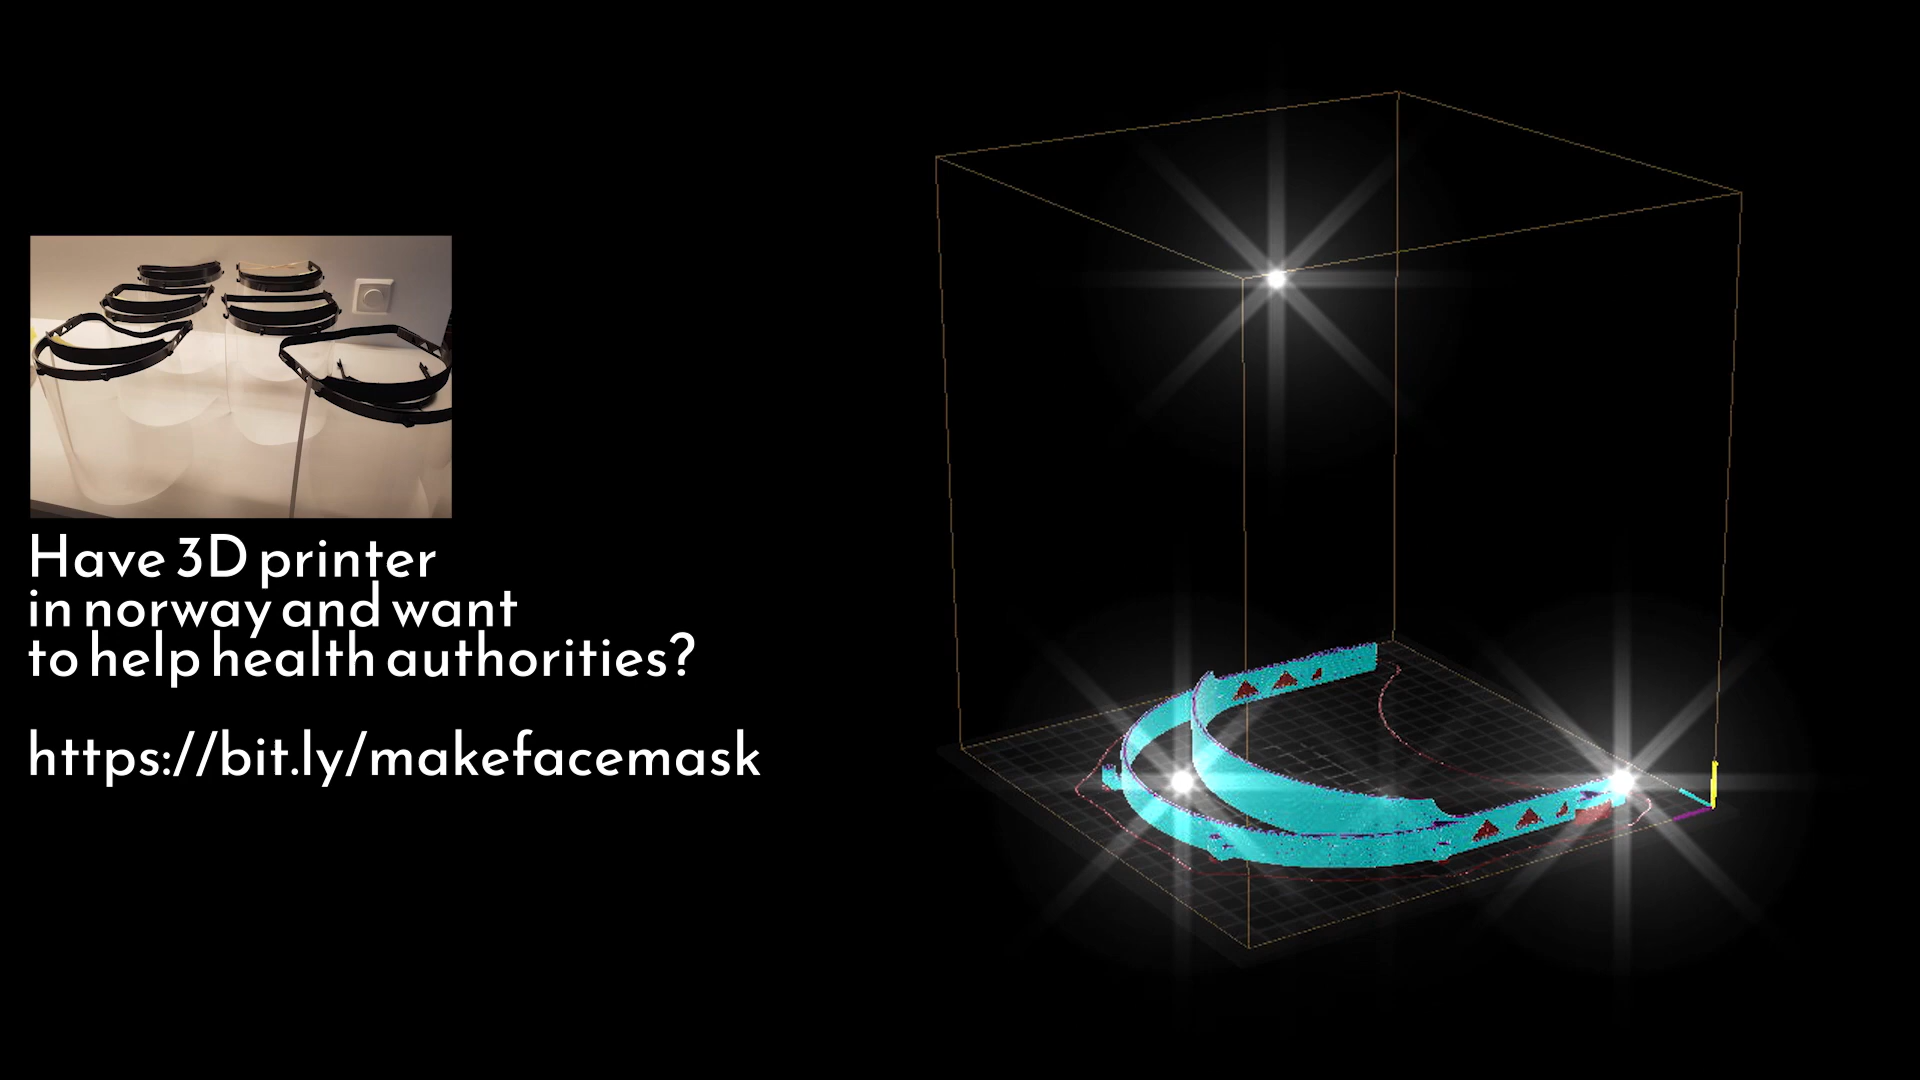 Have 3D printer
in norway and want
to help health authorities?
https://bit.ly/makefacemask